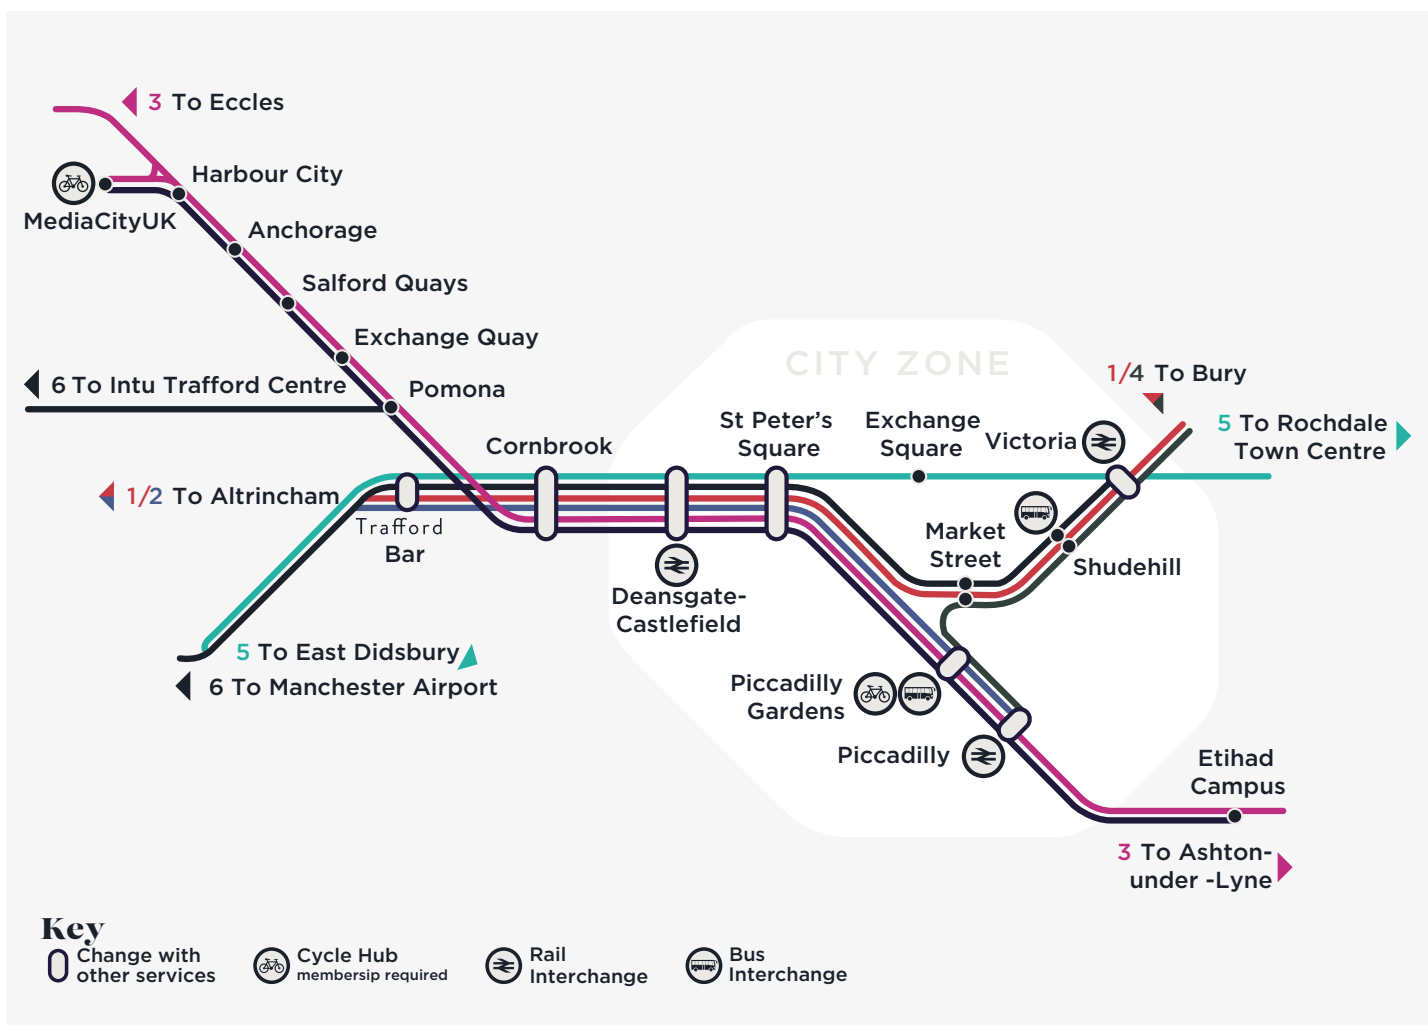 3 To Eccles
Harbour City
MediaCityUK
Anchorage
Salford Quays
Exchange Quay
6 To Intu Trafford Centre
Pomona
CITY ZONE
1/4 To Bury
St Peter's
Square
Exchange
Square
Victoria
5 To Rochdale
Town Centre
Cornbrook
1/2 To Altrincham
Trafford
Bar
Market
Street
Shudehill
Deansgate-
Castlefield
5 To East Didsbury
6 To Manchester Airport
Piccadilly
Gardens
Piccadilly
Etihad
Campus
3 To Ashton-
under -Lyne
Key
Change with
other services
Cycle Hub
membersip required
Rail
Interchange
Bus
Interchange